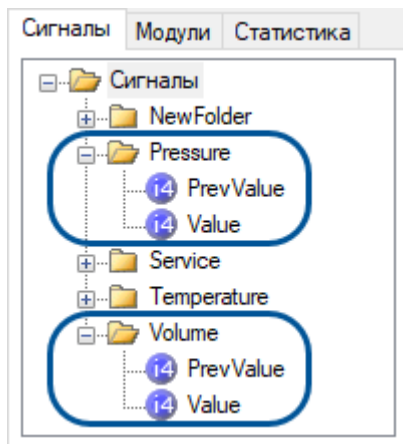 Сигналы Модули Статистика
Сигналы
NewFolder
Pressure
i4 PrevValue
i4 Value
Service
Temperature
Volume
i4 PrevValue
i4 Value